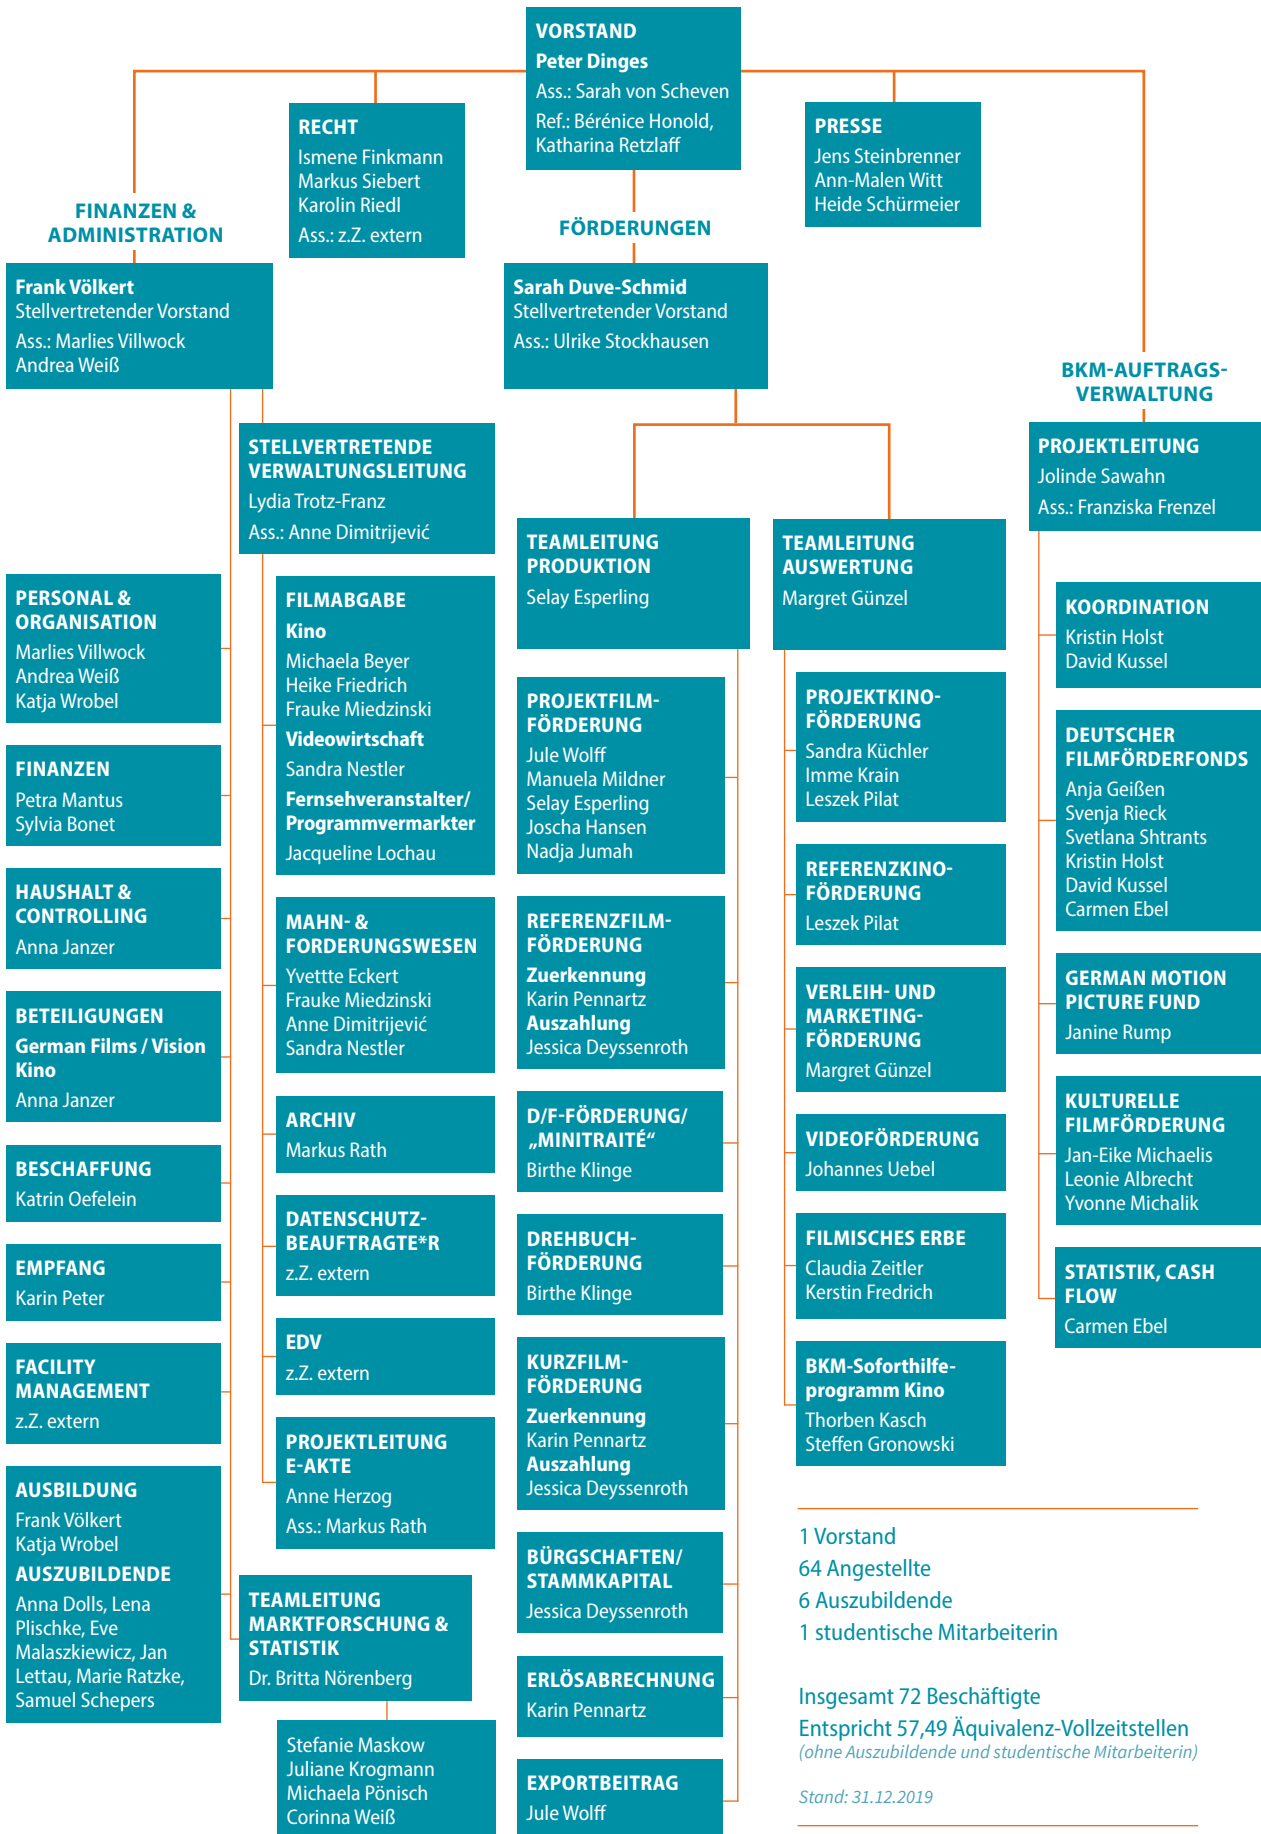 VORSTAND
Peter Dinges
Ass.: Sarah von Scheven
Ref.: Bérénice Honold,
Katharina Retzlaff
RECHT
Ismene Finkmann
Markus Siebert
Karolin Riedl
Ass.: z.Z. extern
PRESSE
Jens Steinbrenner
Ann-Malen Witt
Heide Schürmeier
FINANZEN &
ADMINISTRATION
Frank Völkert
Stellvertretender Vorstand
Ass.: Marlies Villwock
Andrea Weiß
FÖRDERUNGEN
Sarah Duve-Schmid
Stellvertretender Vorstand
Ass.: Ulrike Stockhausen
BKM-AUFTRAGS-
VERWALTUNG
PROJEKTLEITUNG
Jolinde Sawahn
Ass.: Franziska Frenzel
STELLVERTRETENDE
VERWALTUNGSLEITUNG
Lydia Trotz-Franz
Ass.: Anne Dimitrijević
PERSONAL &
ORGANISATION
Marlies Villwock
Andrea Weiß
Katja Wrobel
FINANZEN
Petra Mantus
Sylvia Bonet
HAUSHALT &
CONTROLLING
Anna Janzer
BETEILIGUNGEN
German Films / Vision
Kino
Anna Janzer
BESCHAFFUNG
Katrin Oefelein
EMPFANG
Karin Peter
FACILITY
MANAGEMENT
z.Z. extern
AUSBILDUNG
Frank Völkert
Katja Wrobel
AUSZUBILDENDE
Anna Dolls, Lena
Plischke, Eve
Malaszkiewicz, Jan
Lettau, Marie Ratzke,
Samuel Schepers
FILMABGABE
Kino
Michaela Beyer
Heike Friedrich
Frauke Miedzinski
Videowirtschaft
Sandra Nestler
Fernsehveranstalter/
Programmvermarkter
Jacqueline Lochau
MAHN- &
FORDERUNGSWESEN
Yvettte Eckert
Frauke Miedzinski
Anne Dimitrijević
Sandra Nestler
ARCHIV
Markus Rath
DATENSCHUTZ-
BEAUFTRAGTE*R
z.Z. extern
EDV
z.Z. extern
PROJEKTLEITUNG
E-AKTE
Anne Herzog
Ass.: Markus Rath
TEAMLEITUNG
MARKTFORSCHUNG &
STATISTIK
Dr. Britta Nörenberg
Stefanie Maskow
Juliane Krogmann
Michaela Pönisch
Corinna Weiß
TEAMLEITUNG
PRODUKTION
Selay Esperling
PROJEKTFILM-
FÖRDERUNG
Jule Wolff
Manuela Mildner
Selay Esperling
Joscha Hansen
Nadja Jumah
REFERENZFILM-
FÖRDERUNG
Zuerkennung
Karin Pennartz
Auszahlung
Jessica Deyssenroth
D/F-FÖRDERUNG/
„MINITRAITÉ“
Birthe Klinge
DREHBUCH-
FÖRDERUNG
Birthe Klinge
KURZFILM-
FÖRDERUNG
Zuerkennung
Karin Pennartz
Auszahlung
Jessica Deyssenroth
BÜRGSCHAFTEN/
STAMMKAPITAL
Jessica Deyssenroth
ERLÖSABRECHNUNG
Karin Pennartz
EXPORTBEITRAG
Jule Wolff
TEAMLEITUNG
AUSWERTUNG
Margret Günzel
PROJEKTKINO-
FÖRDERUNG
Sandra Küchler
Imme Krain
Leszek Pilat
REFERENZKINO-
FÖRDERUNG
Leszek Pilat
VERLEIH- UND
MARKETING-
FÖRDERUNG
Margret Günzel
VIDEOFÖRDERUNG
Johannes Uebel
FILMISCHES ERBE
Claudia Zeitler
Kerstin Fredrich
BKM-Soforthilfe-
programm Kino
Thorben Kasch
Steffen Gronowski
KOORDINATION
Kristin Holst
David Kussel
DEUTSCHER
FILMFÖRDERFONDS
Anja Geißen
Svenja Rieck
Svetlana Shtrants
Kristin Holst
David Kussel
Carmen Ebel
GERMAN MOTION
PICTURE FUND
Janine Rump
KULTURELLE
FILMFÖRDERUNG
Jan-Eike Michaelis
Leonie Albrecht
Yvonne Michalik
STATISTIK, CASH
FLOW
Carmen Ebel
1 Vorstand
64 Angestellte
6 Auszubildende
1 studentische Mitarbeiterin
Insgesamt 72 Beschäftigte
Entspricht 57,49 Äquivalenz-Vollzeitstellen
(ohne Auszubildende und studentische Mitarbeiterin)
Stand: 31.12.2019